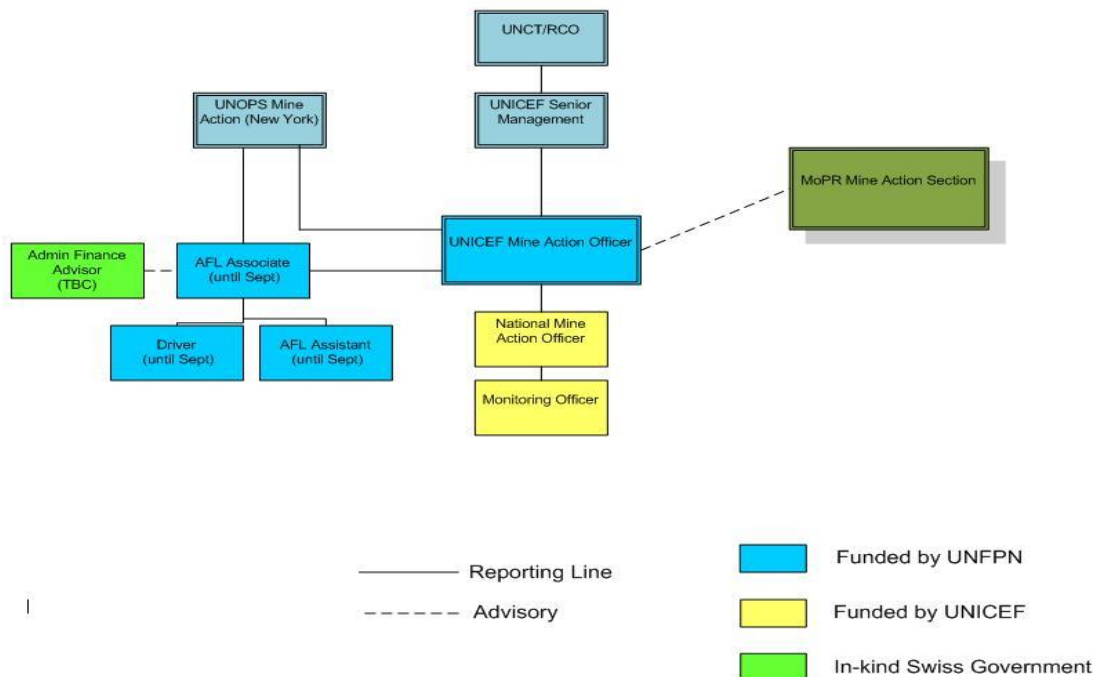 UNCT/RCO
UNOPS Mine
Action (New York)
UNICEF Senior
Management
MoPR Mine Action Section
UNICEF Mine Action Officer
Admin Finance
Advisor
(TBC)
AFL Associate
(until Sept)
National Mine
Action Officer
Driver
(until Sept)
AFL Assistant
(until Sept)
Monitoring Officer
Reporting Line
Advisory
Funded by UNFPN
Funded by UNICEF
In-kind Swiss Government